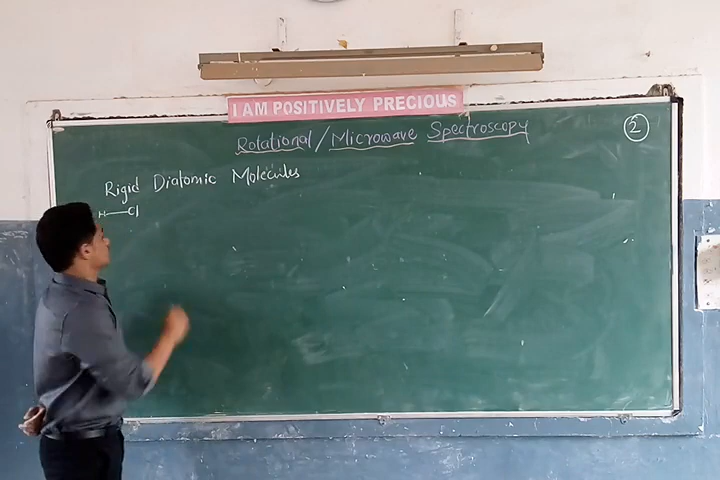 I AM POSITIVELY PRECIOUS
Rotational/Microwave Spectroscopy
2
Rigid Diatomic Molecules
H—Cl